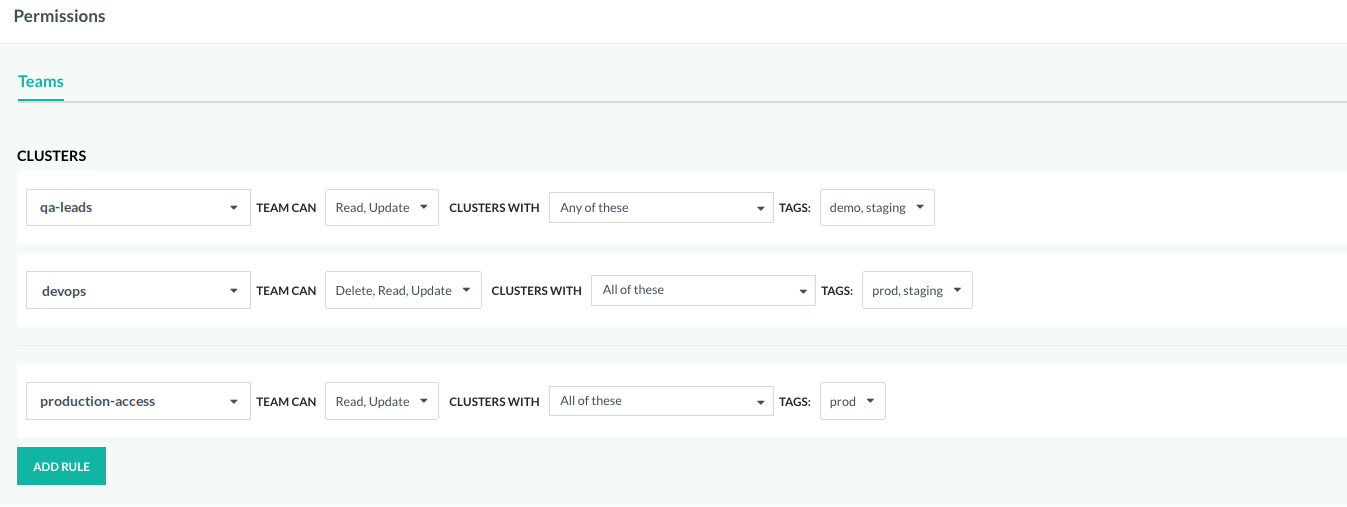 Permissions
Teams
CLUSTERS
qa-leads TEAM CAN Read, Update CLUSTERS WITH Any of these TAGS: demo, staging
devops TEAM CAN Delete, Read, Update CLUSTERS WITH All of these TAGS: prod, staging
production-access TEAM CAN Read, Update CLUSTERS WITH All of these TAGS: prod
ADD RULE